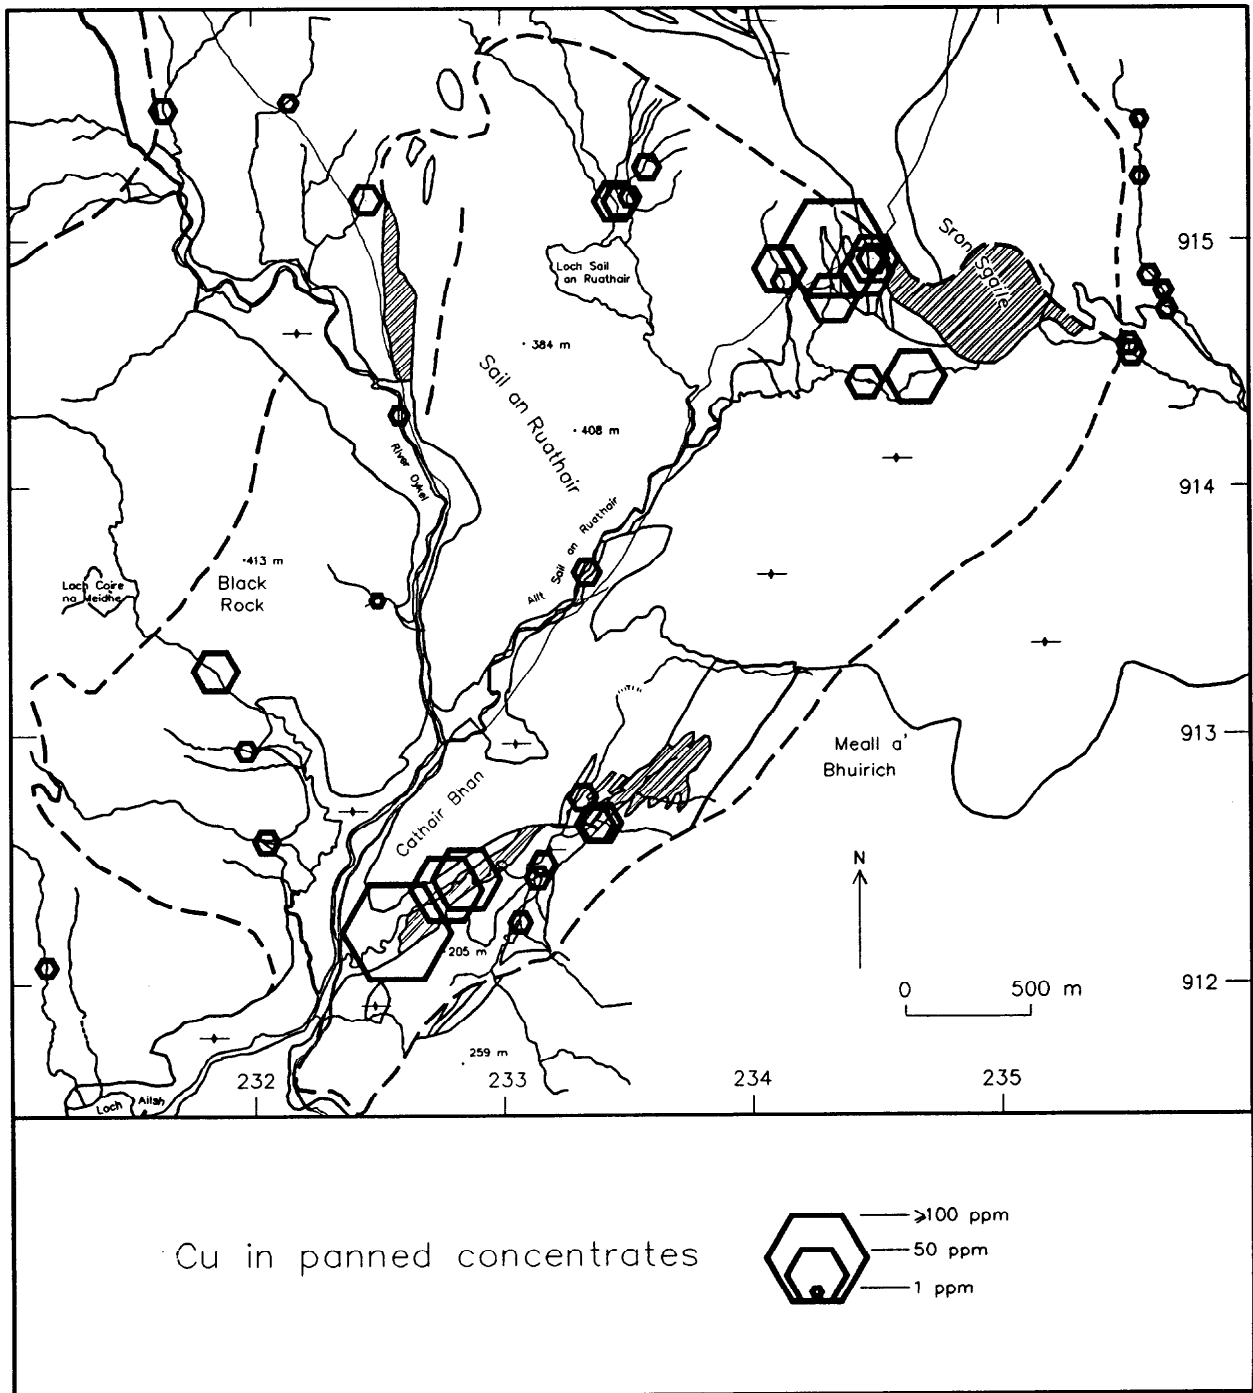 Sron Sgaile
915
Loch Sail
an Ruathair
384 m
Sail an Ruathair
408 m
River Oykel
914
Allt Sail an Ruathair
413 m
Black
Rock
Loch Coire
na Meidhe
913
Meall a'
Bhuirich
Cathair Bhan
N
205 m
912
0 500 m
259 m
232 233 234 235
Loch Ailsh
Cu in panned concentrates
⩾100 ppm
50 ppm
1 ppm